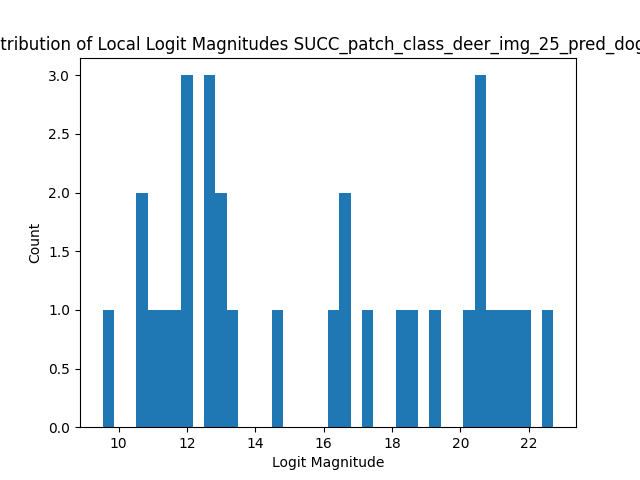 tribution of Local Logit Magnitudes SUCC_patch_class_deer_img_25_pred_dog
3.0
2.5
2.0
1.5
1.0
0.5
0.0
Count
10 12 14 16 18 20 22
Logit Magnitude